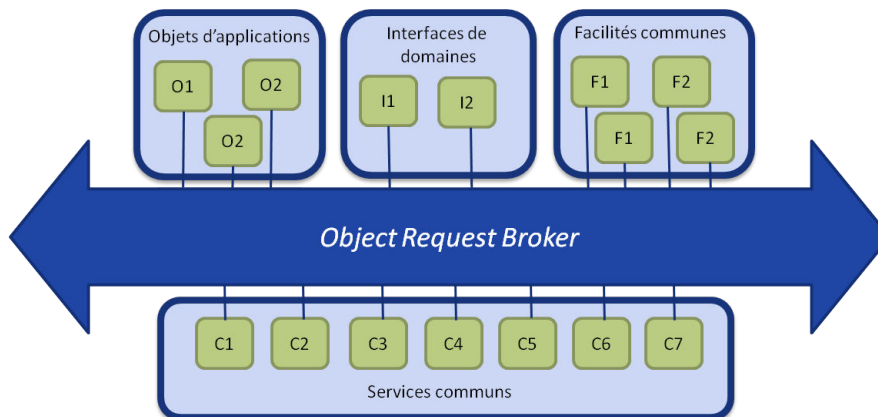 Objets d'applications
O1
O2
O2
Interfaces de
domaines
I1
I2
Facilités communes
F1
F2
F1
F2
Object Request Broker
C1
C2
C3
C4
C5
C6
C7
Services communs